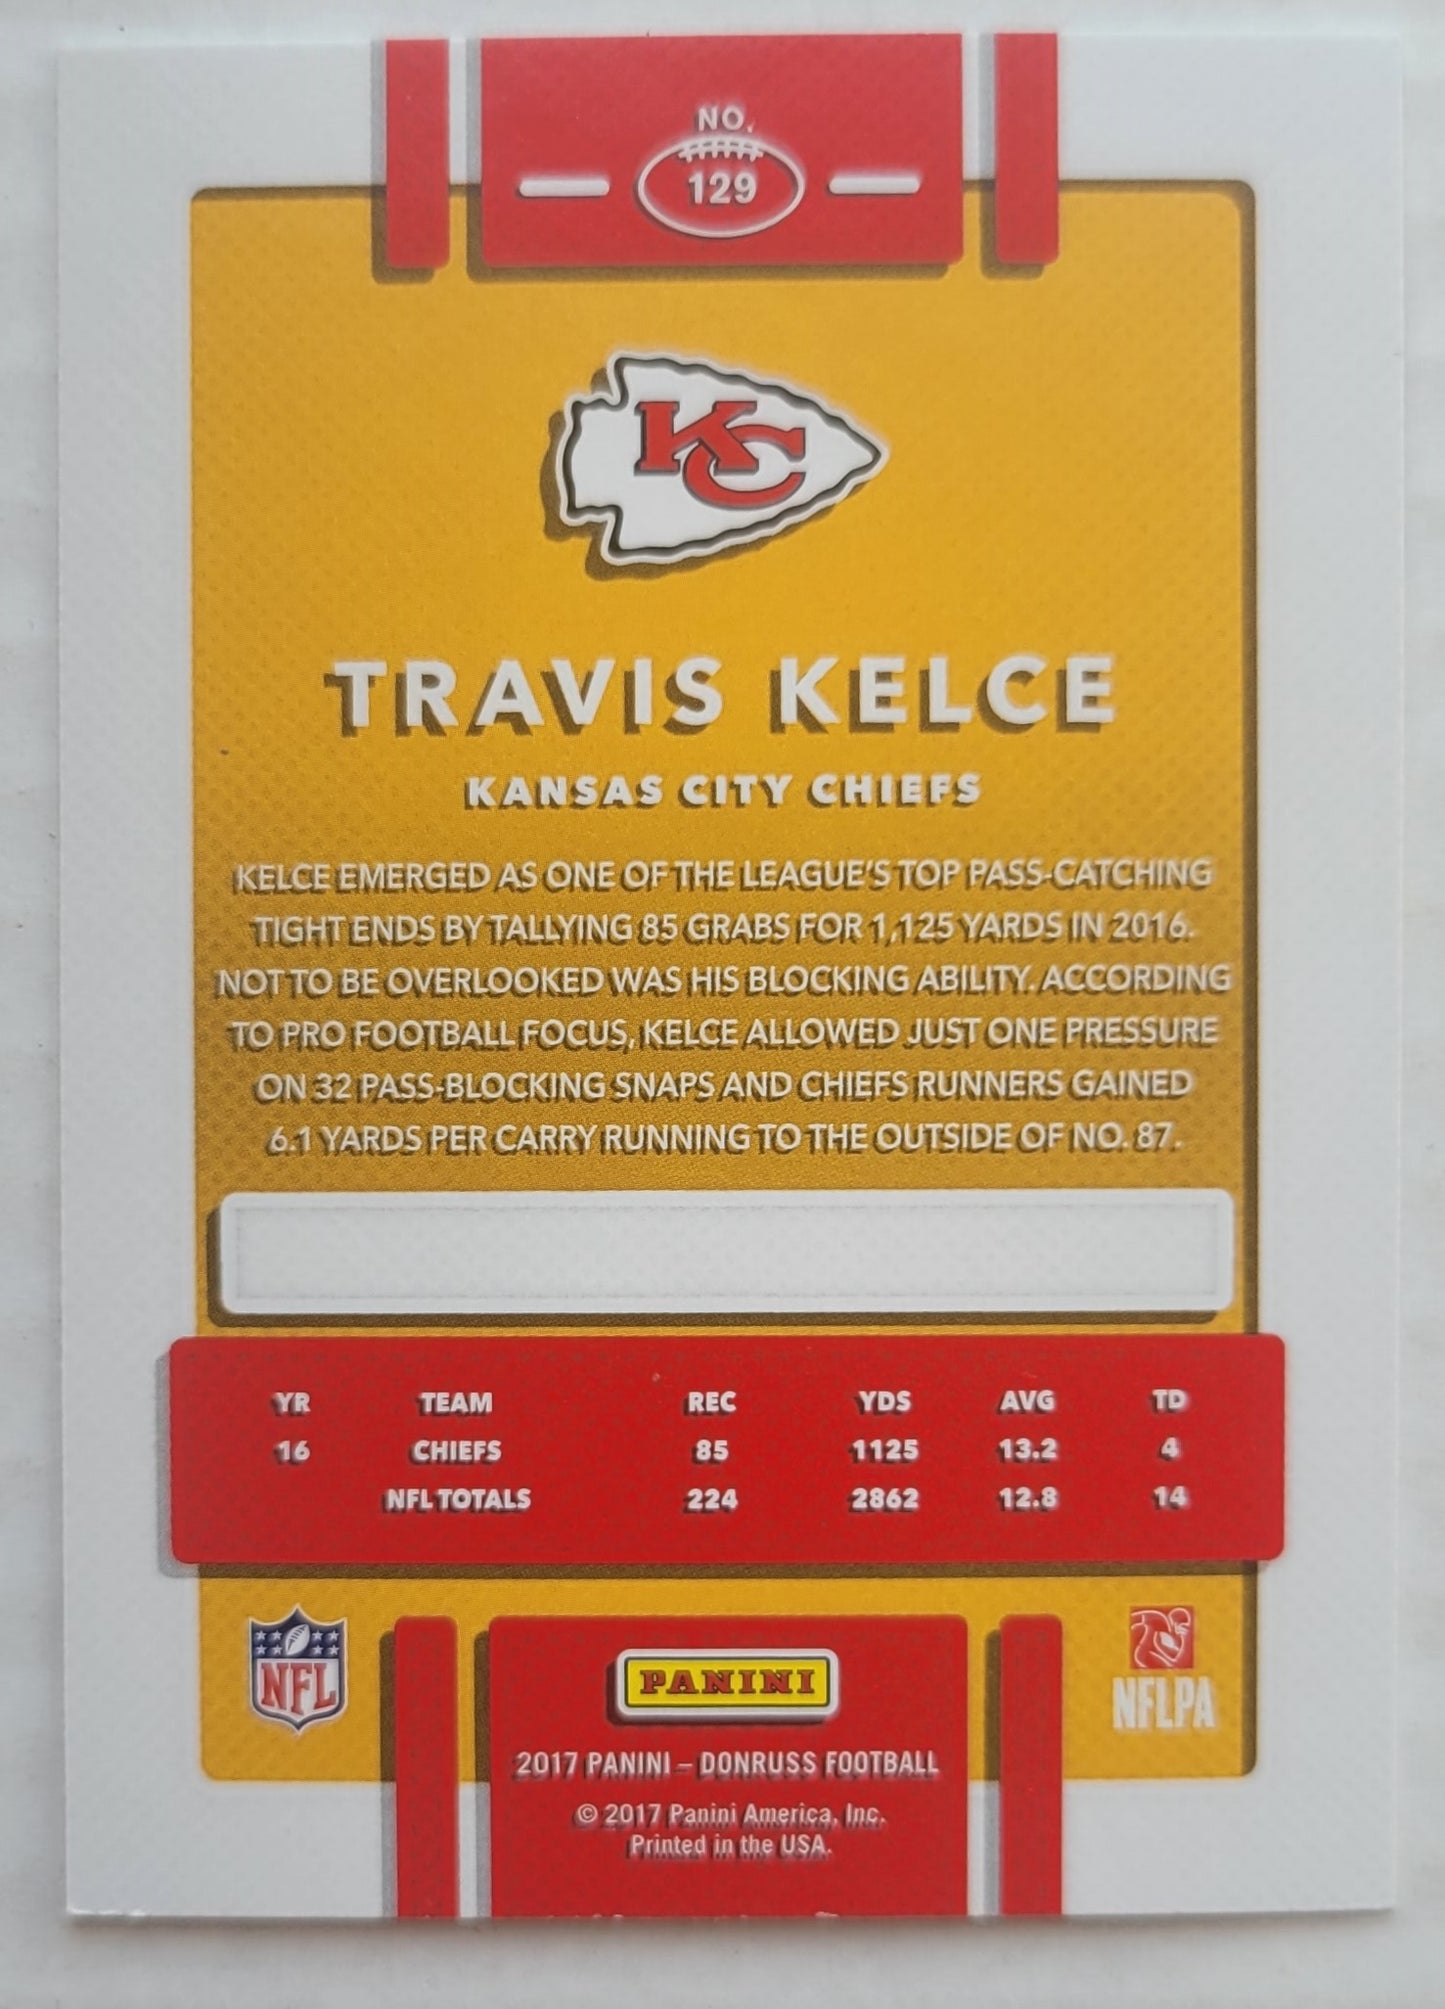 NO.
129
KC
TRAVIS KELCE
KANSAS CITY CHIEFS
KELCE EMERGED AS ONE OF THE LEAGUE'S TOP PASS-CATCHING
TIGHT ENDS BY TALLYING 85 GRABS FOR 1,125 YARDS IN 2016.
NOT TO BE OVERLOOKED WAS HIS BLOCKING ABILITY. ACCORDING
TO PRO FOOTBALL FOCUS, KELCE ALLOWED JUST ONE PRESSURE
ON 32 PASS-BLOCKING SNAPS AND CHIEFS RUNNERS GAINED
6.1 YARDS PER CARRY RUNNING TO THE OUTSIDE OF NO. 87.
YR TEAM REC YDS AVG TD
16 CHIEFS 85 1125 13.2 4
NFL TOTALS 224 2862 12.8 14
NFL
PANINI
NFLPA
2017 PANINI – DONRUSS FOOTBALL
© 2017 Panini America, Inc.
Printed in the USA.